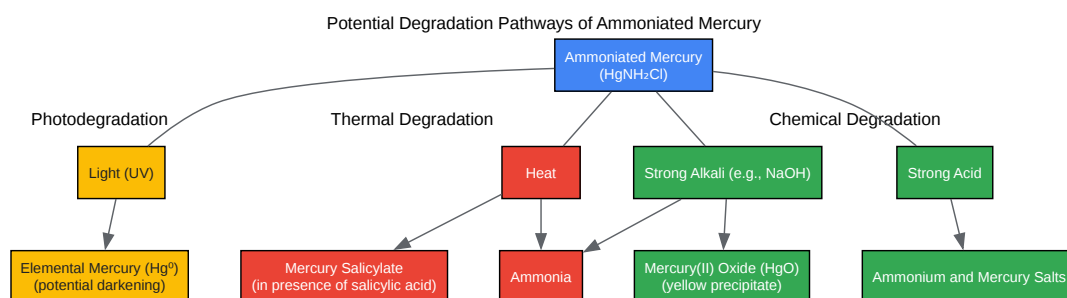 Potential Degradation Pathways of Ammoniated Mercury
Ammoniated Mercury
(HgNH₂Cl)
Photodegradation
Thermal Degradation
Chemical Degradation
Light (UV)
Heat
Strong Alkali (e.g., NaOH)
Strong Acid
Elemental Mercury (Hg⁰)
(potential darkening)
Mercury Salicylate
(in presence of salicylic acid)
Ammonia
Mercury(II) Oxide (HgO)
(yellow precipitate)
Ammonium and Mercury Salts